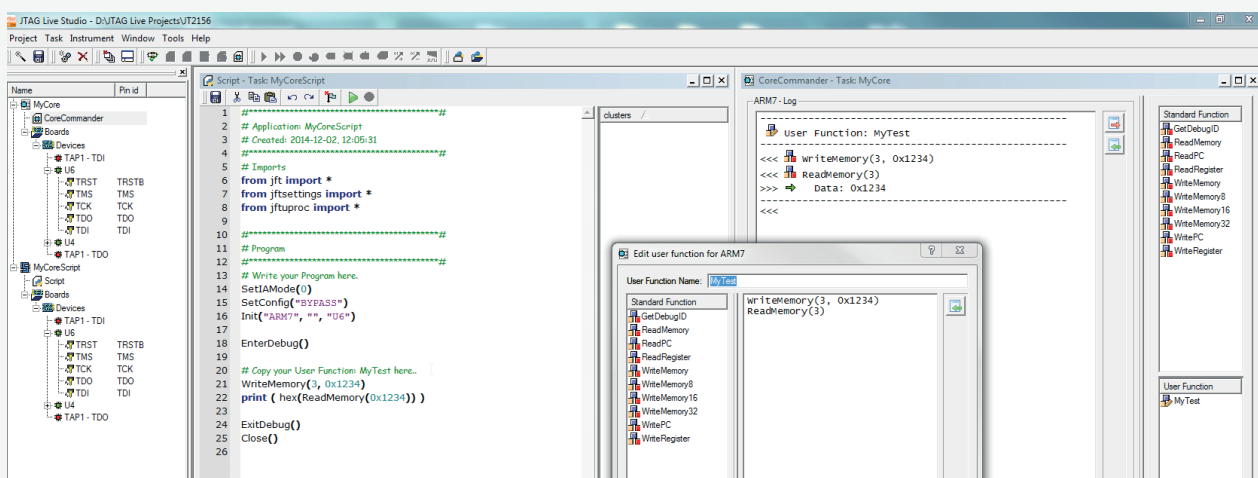 JTAG Live Studio - D:\JTAG Live Projects\JT2156
Project Task Instrument Window Tools Help
Name Pin id
MyCore
CoreCommander
Boards
Devices
TAP1 - TDI
U6
TRST TRSTB
TMS TMS
TCK TCK
TDO TDO
TDI TDI
U4
TAP1 - TDO
MyCoreScript
Script
Boards
Devices
TAP1 - TDI
U6
TRST TRSTB
TMS TMS
TCK TCK
TDO TDO
TDI TDI
U4
TAP1 - TDO
Script - Task: MyCoreScript
1 #****************************************#
2 # Application: MyCoreScript
3 # Created: 2014-12-02, 12:05:31
4 #****************************************#
5 # Imports
6 from jft import *
7 from jftsettings import *
8 from jftuproc import *
9
10 #****************************************#
11 # Program
12 #****************************************#
13 # Write your Program here.
14 SetIAMode(0)
15 SetConfig("BYPASS")
16 Init("ARM7", "", "U6")
17
18 EnterDebug()
19
20 # Copy your User Function: MyTest here..
21 WriteMemory(3, 0x1234)
22 print ( hex(ReadMemory(0x1234)) )
23
24 ExitDebug()
25 Close()
26
clusters
CoreCommander - Task: MyCore
ARM7 - Log
------------------------------------------------
User Function: MyTest
------------------------------------------------
<<< WriteMemory(3, 0x1234)
<<< ReadMemory(3)
>>> Data: 0x1234
------------------------------------------------
<<<
Standard Function
GetDebugID
ReadMemory
ReadPC
ReadRegister
WriteMemory
WriteMemory8
WriteMemory16
WriteMemory32
WritePC
WriteRegister
User Function
MyTest
Edit user function for ARM7
User Function Name: MyTest
Standard Function
GetDebugID
ReadMemory
ReadPC
ReadRegister
WriteMemory
WriteMemory8
WriteMemory16
WriteMemory32
WritePC
WriteRegister
WriteMemory(3, 0x1234)
ReadMemory(3)